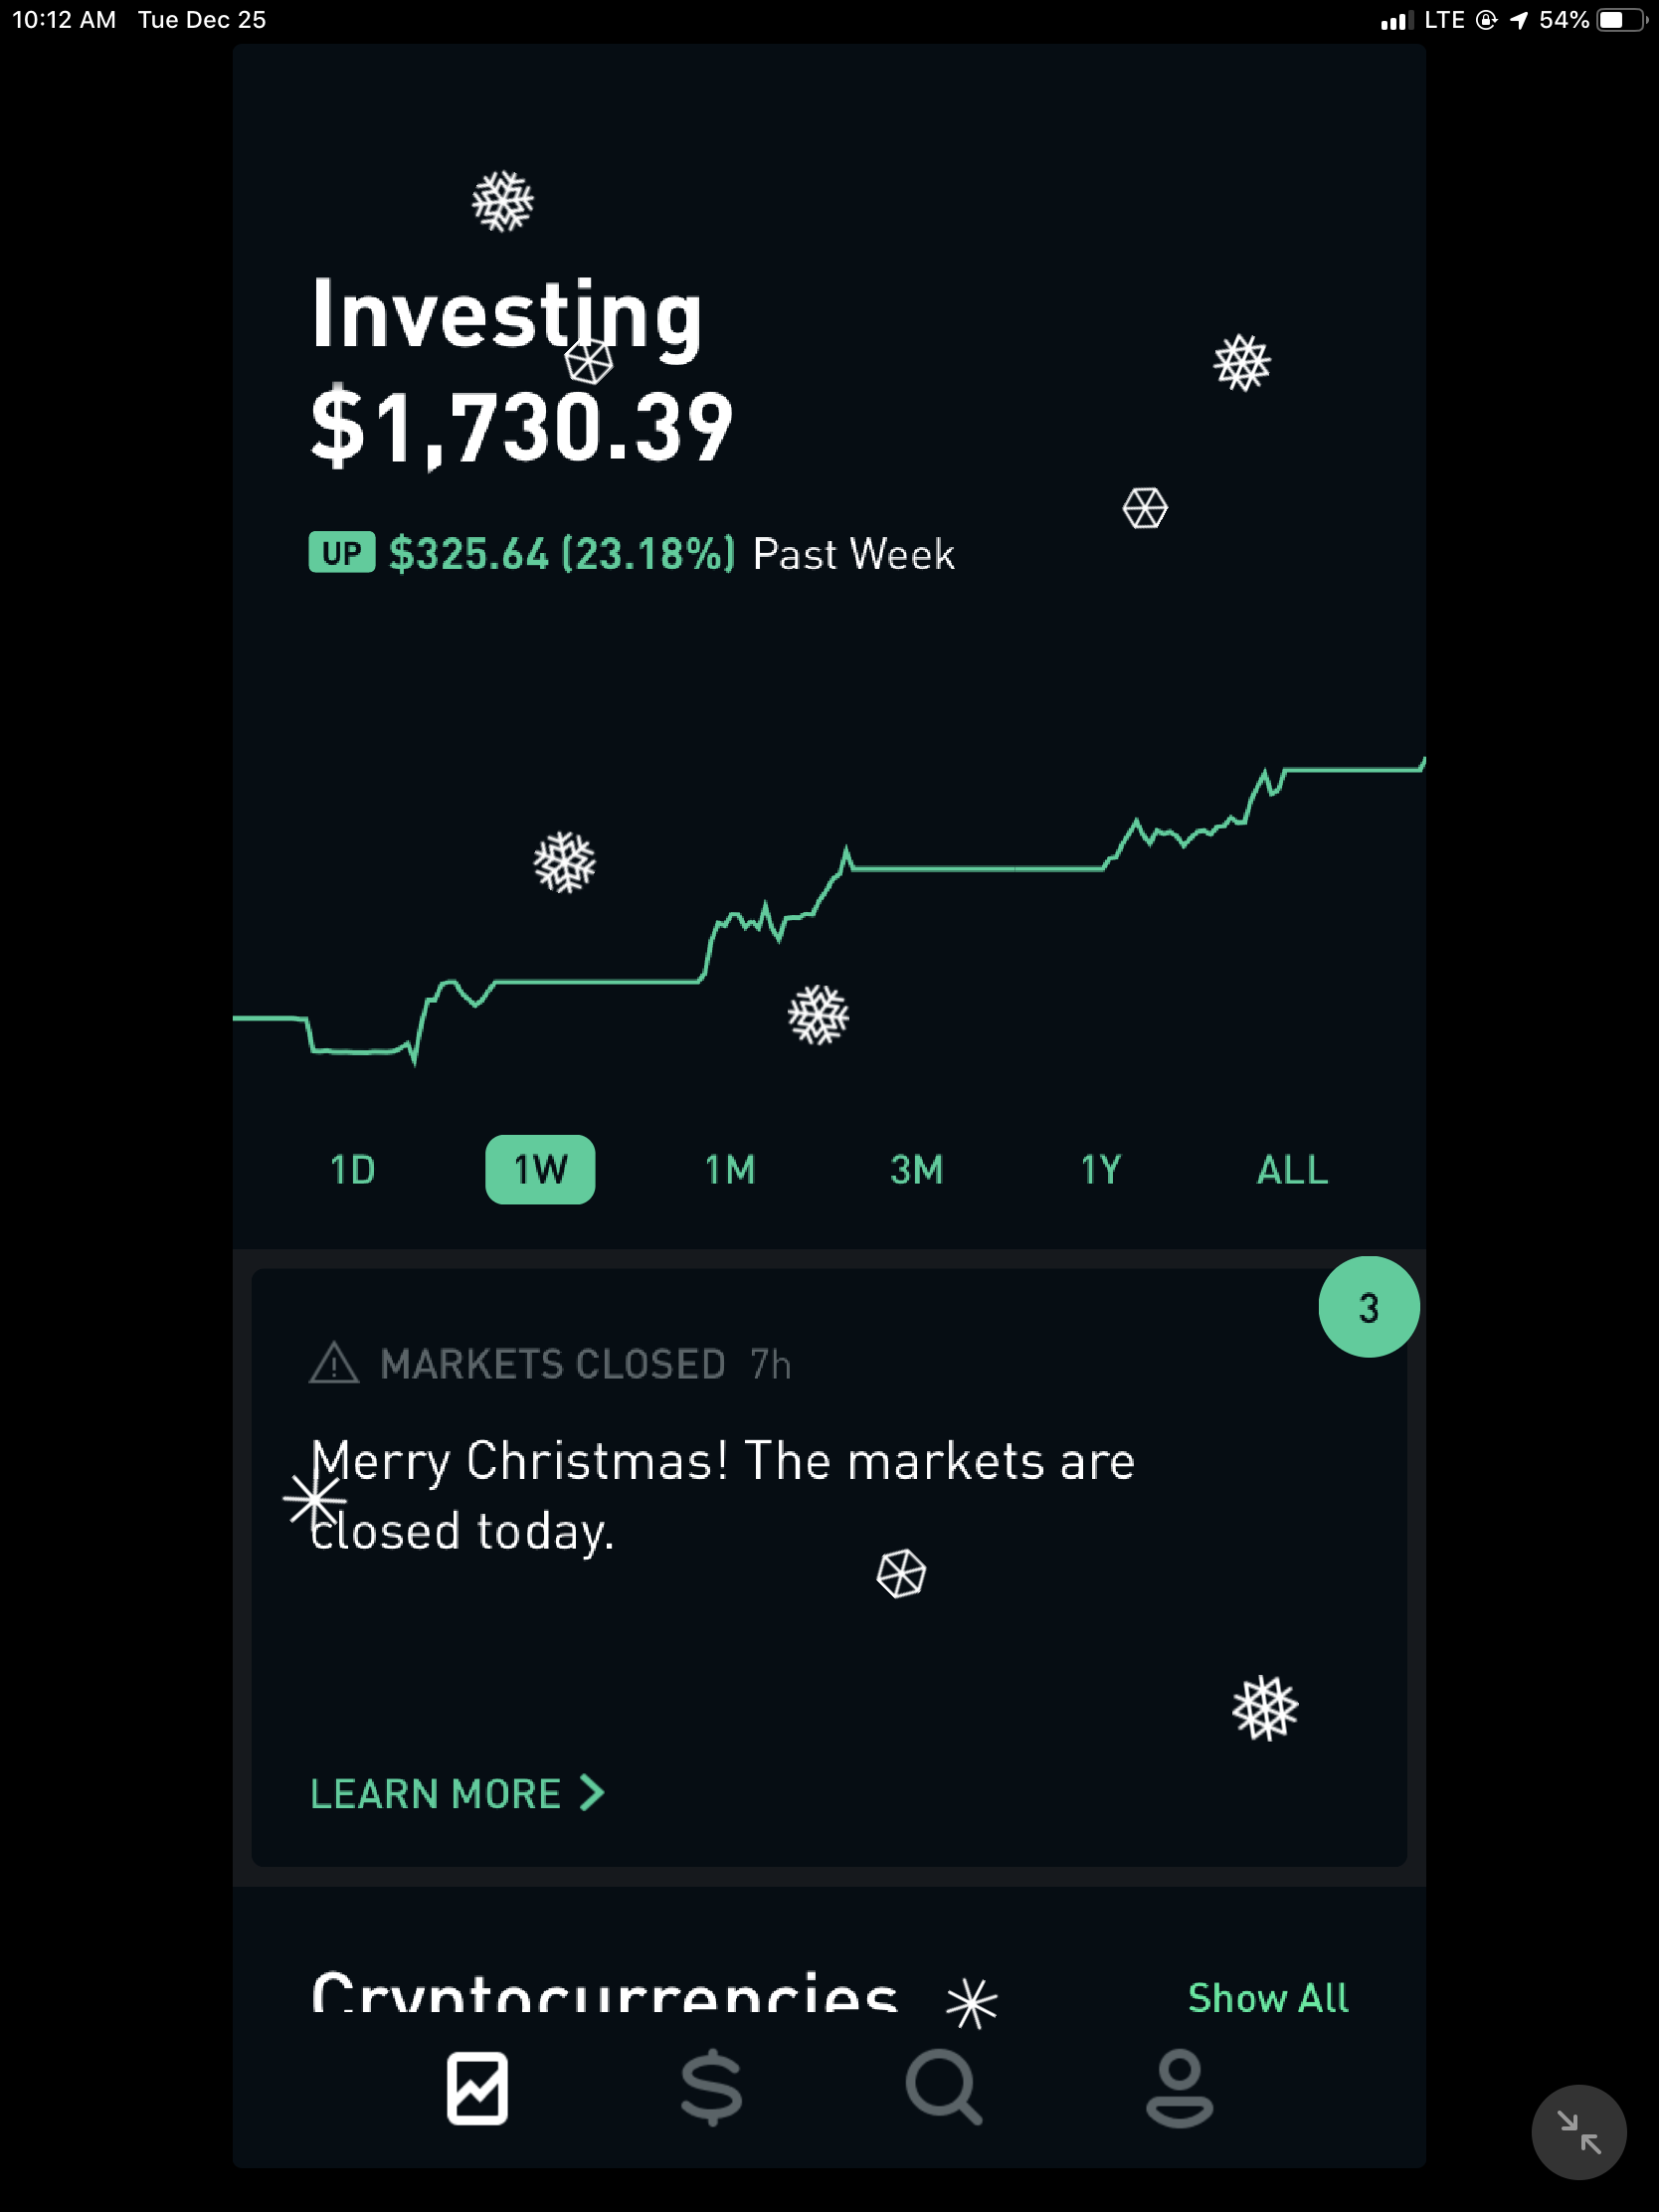 10:12 AM Tue Dec 25
LTE 54%
Investing
$1,730.39
UP $325.64 (23.18%) Past Week
1D 1W 1M 3M 1Y ALL
3
MARKETS CLOSED 7h
Merry Christmas! The markets are
closed today.
LEARN MORE
Cryptocurrencies Show All